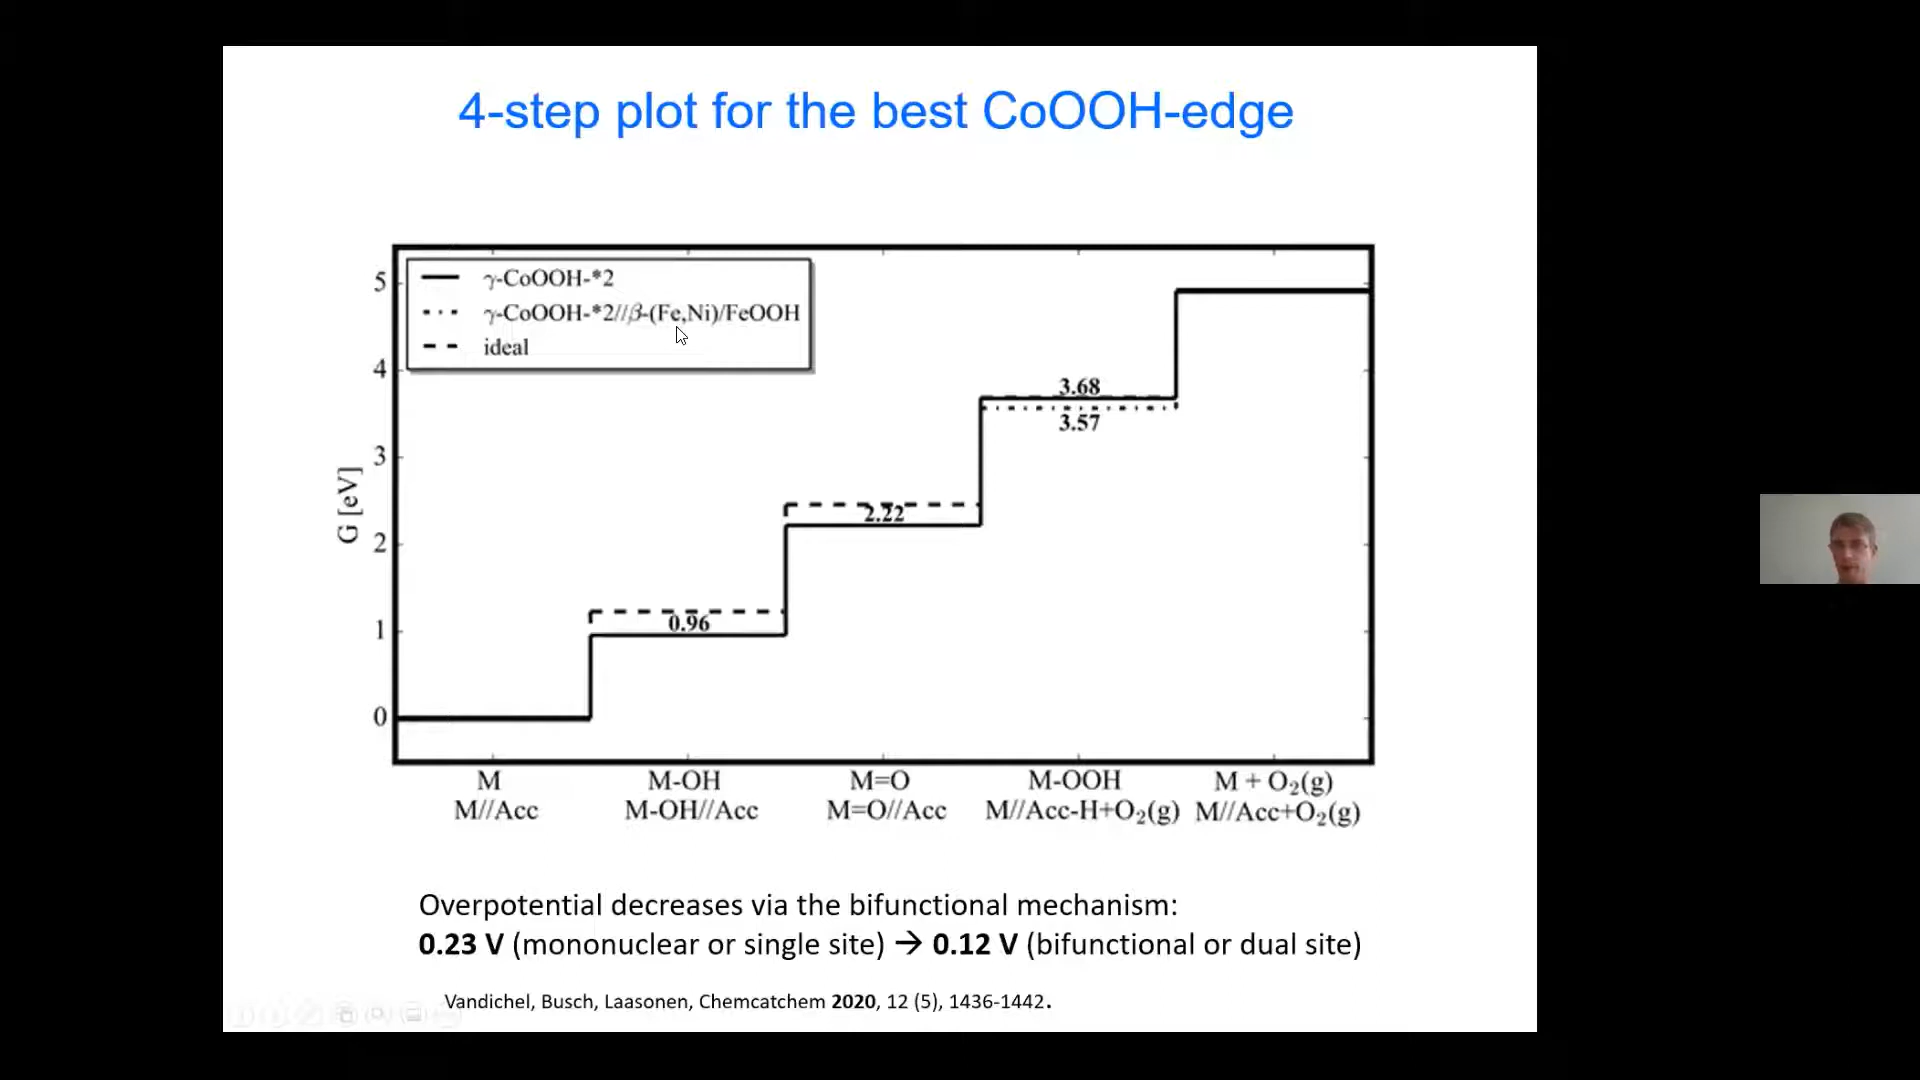 4-step plot for the best CoOOH-edge
γ-CoOOH-*2
γ-CoOOH-*2//β-(Fe,Ni)/FeOOH
ideal
G [eV]
5
4
3
2
1
0
3.68
3.57
2.22
0.96
M M-OH M=O M-OOH M + O₂(g)
M//Acc M-OH//Acc M=O//Acc M//Acc-H+O₂(g) M//Acc+O₂(g)
Overpotential decreases via the bifunctional mechanism:
0.23 V (mononuclear or single site) → 0.12 V (bifunctional or dual site)
Vandichel, Busch, Laasonen, Chemcatchem 2020, 12 (5), 1436-1442.